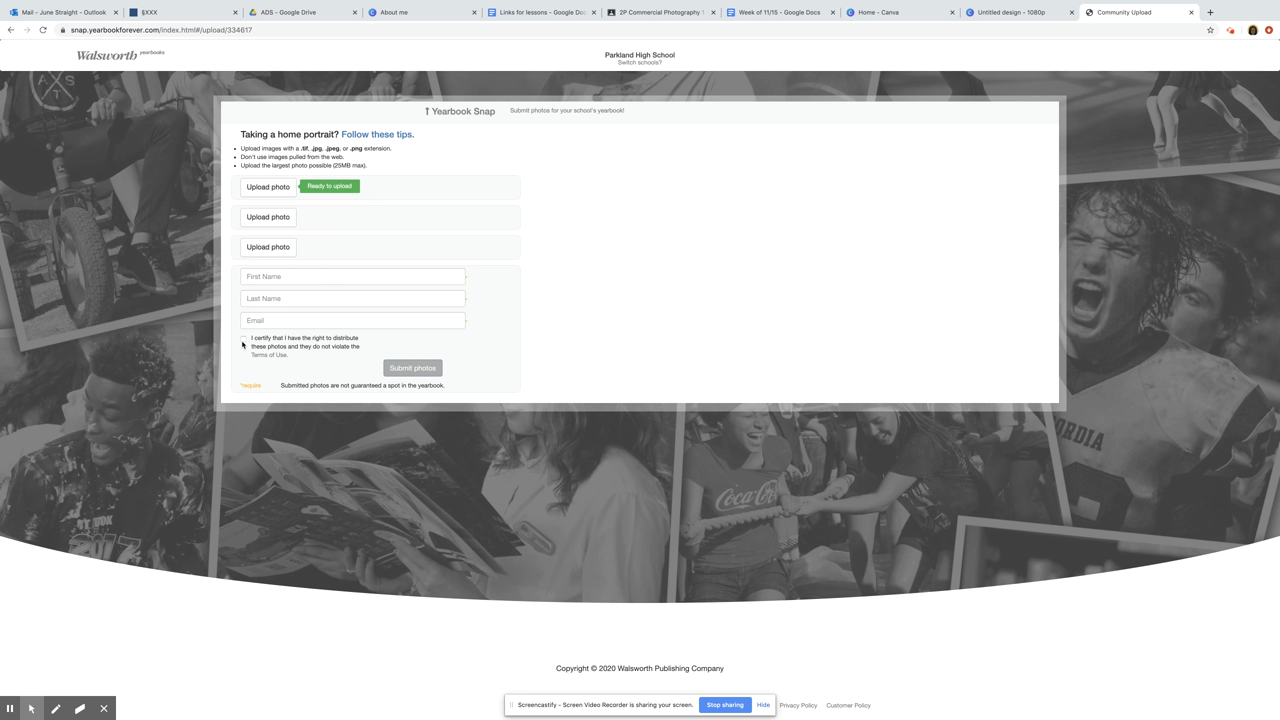 Mail – June Straight – Outlook
§XXX
ADS – Google Drive
About me
Links for lessons – Google Doc
2P Commercial Photography
Week of 11/15 – Google Docs
Home – Canva
Untitled design – 1080p
Community Upload
snap.yearbookforever.com/index.html#/upload/334617
Walsworth yearbooks
Parkland High School
Switch schools?
Yearbook Snap
Submit photos for your school's yearbook!
Taking a home portrait? Follow these tips.
Upload images with a .tif, .jpg, .jpeg, or .png extension.
Don't use images pulled from the web.
Upload the largest photo possible (25MB max).
Upload photo
Ready to upload
Upload photo
Upload photo
First Name
Last Name
Email
I certify that I have the right to distribute
these photos and they do not violate the
Terms of Use.
Submit photos
*require
Submitted photos are not guaranteed a spot in the yearbook.
A
S
T
Coca-Co
ORDIA
Copyright © 2020 Walsworth Publishing Company
Screencastify – Screen Video Recorder is sharing your screen.
Stop sharing
Hide
Privacy Policy
Customer Policy